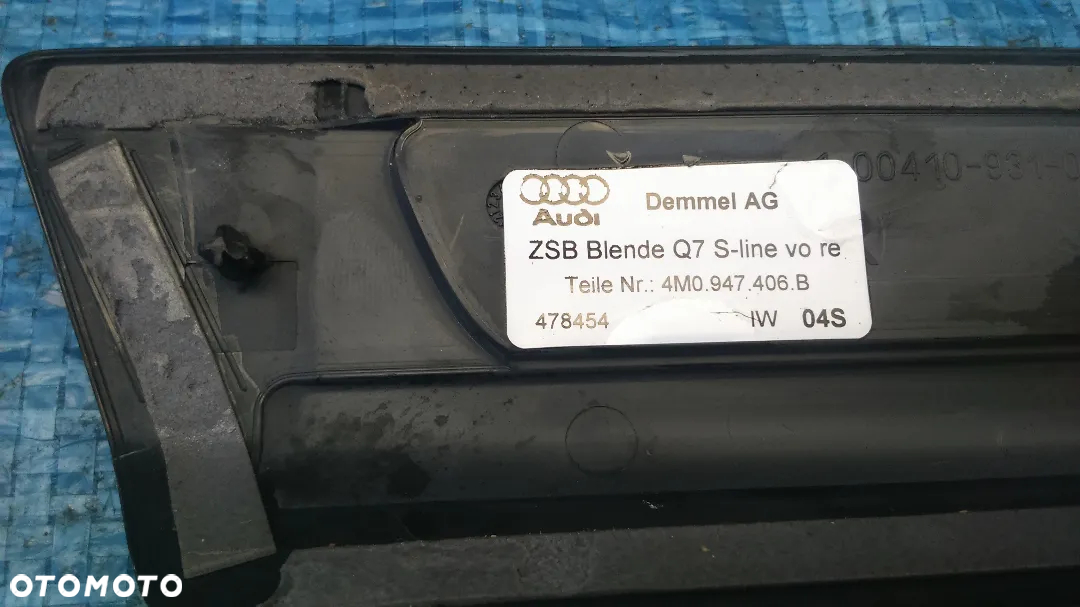 00410-931-0
Audi
Demmel AG
ZSB Blende Q7 S-line vo re
Teile Nr.: 4M0.947.406.B
478454 IW 04S
OTOMOTO